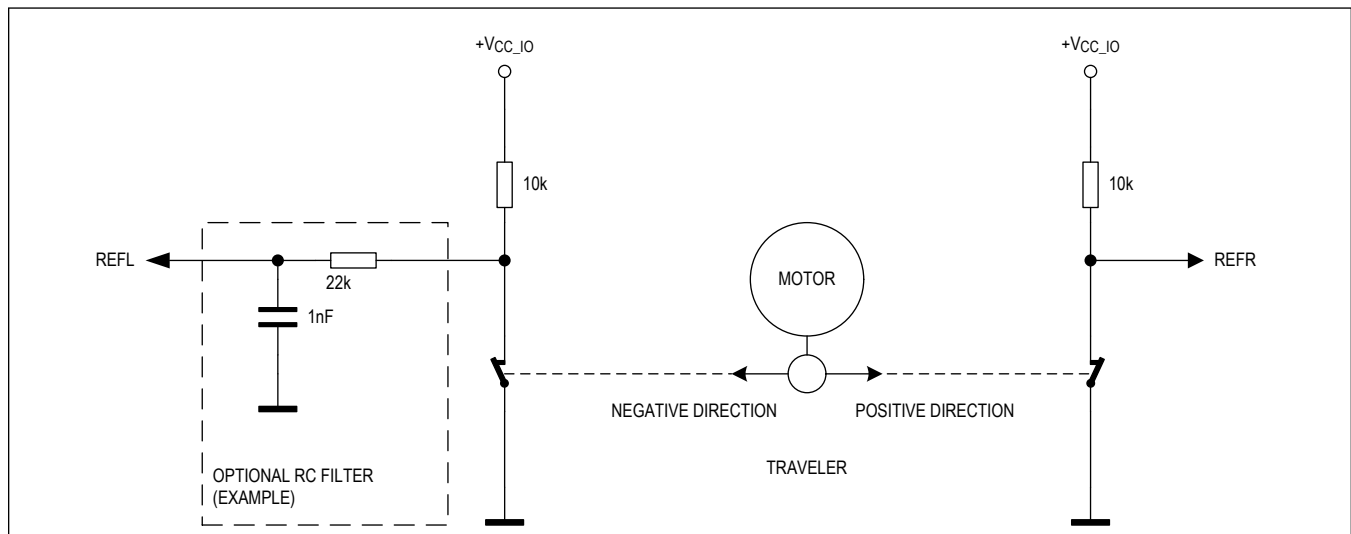 +VCC_IO
+VCC_IO
10k
10k
REFL
22k
1nF
MOTOR
REFR
NEGATIVE DIRECTION
POSITIVE DIRECTION
TRAVELER
OPTIONAL RC FILTER
(EXAMPLE)